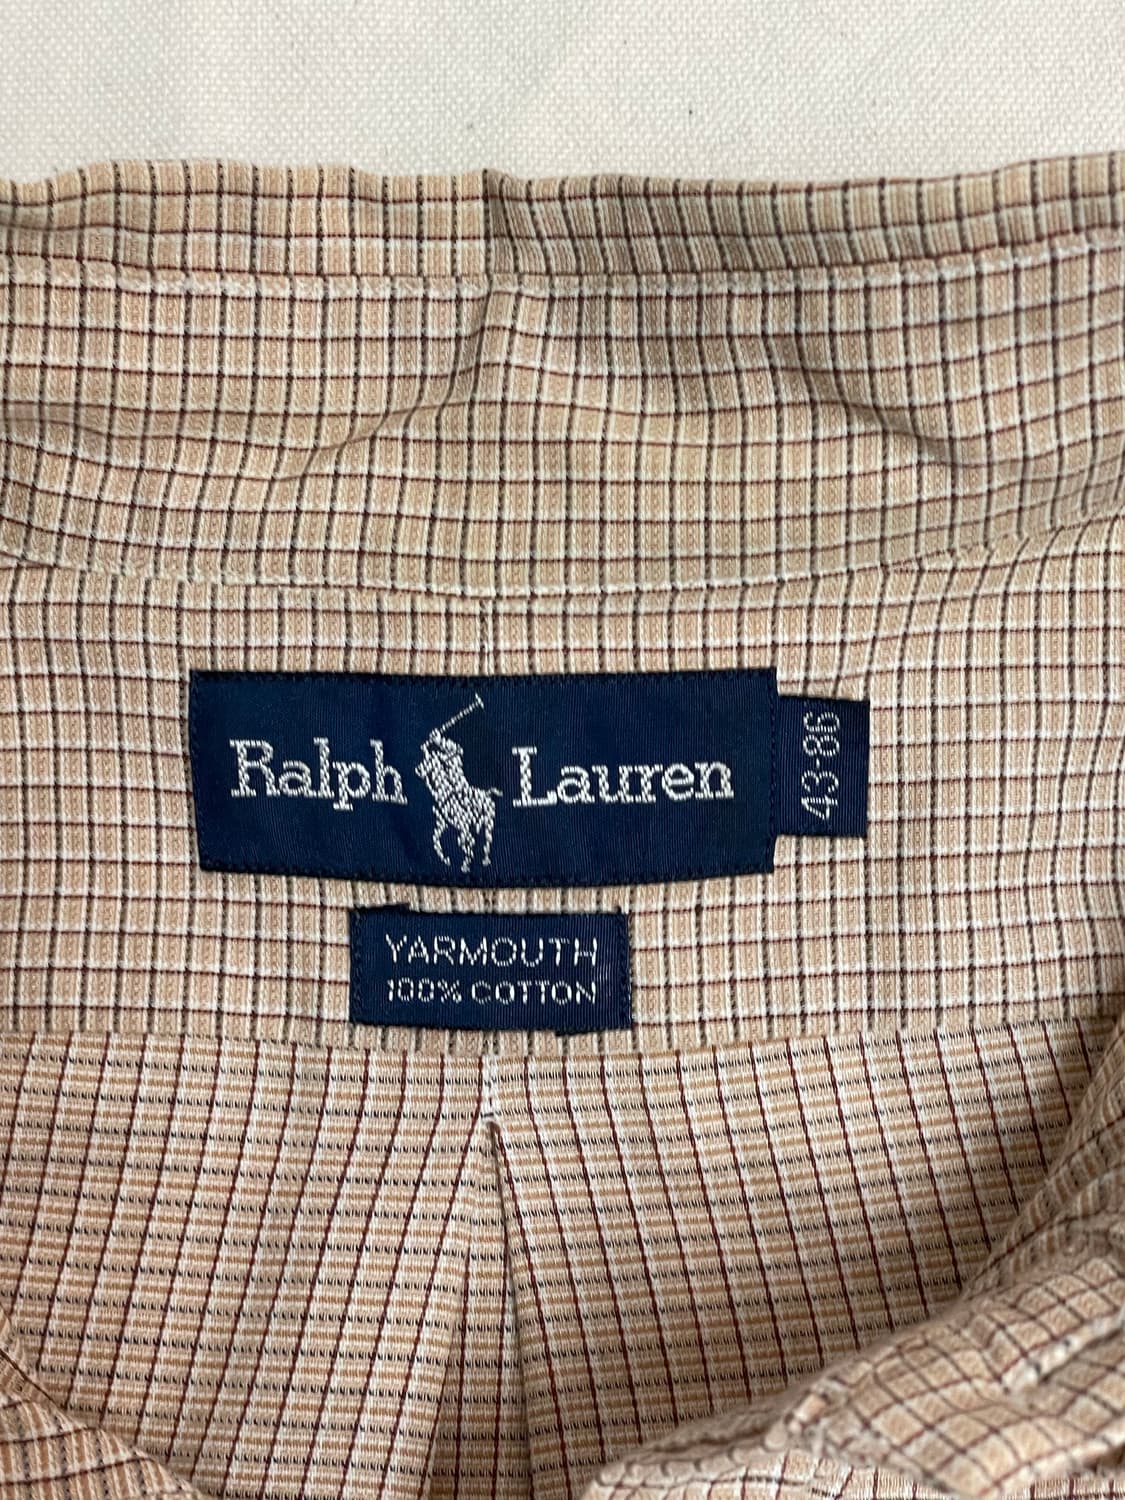 Ralph Lauren
43-86
YARMOUTH
100% COTTON